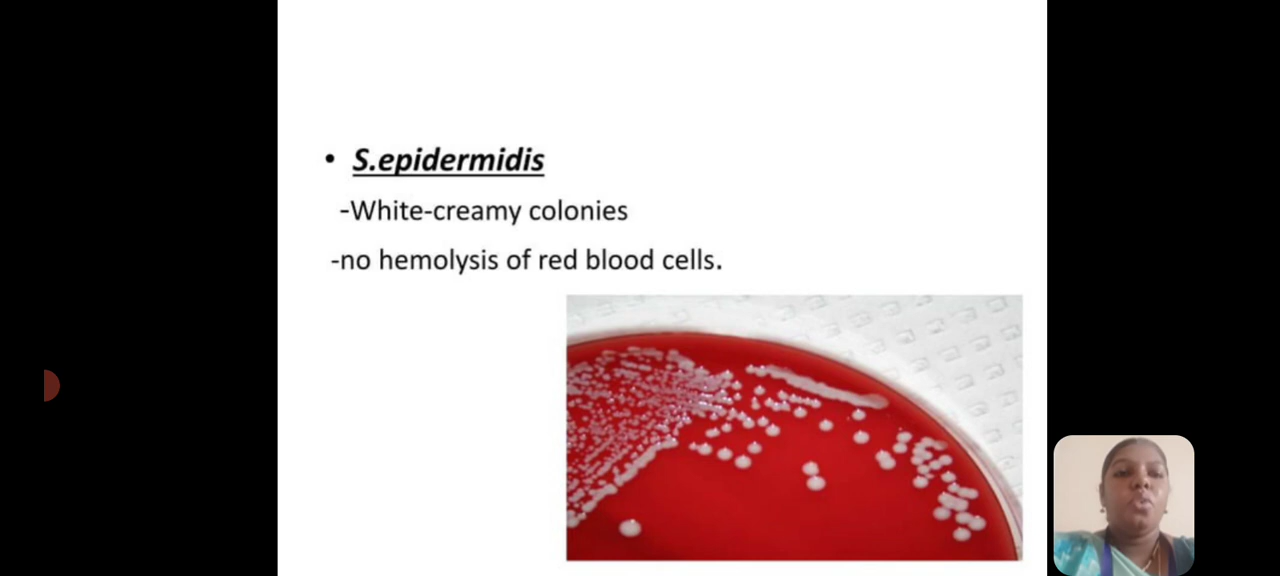 • S.epidermidis
-White-creamy colonies
-no hemolysis of red blood cells.